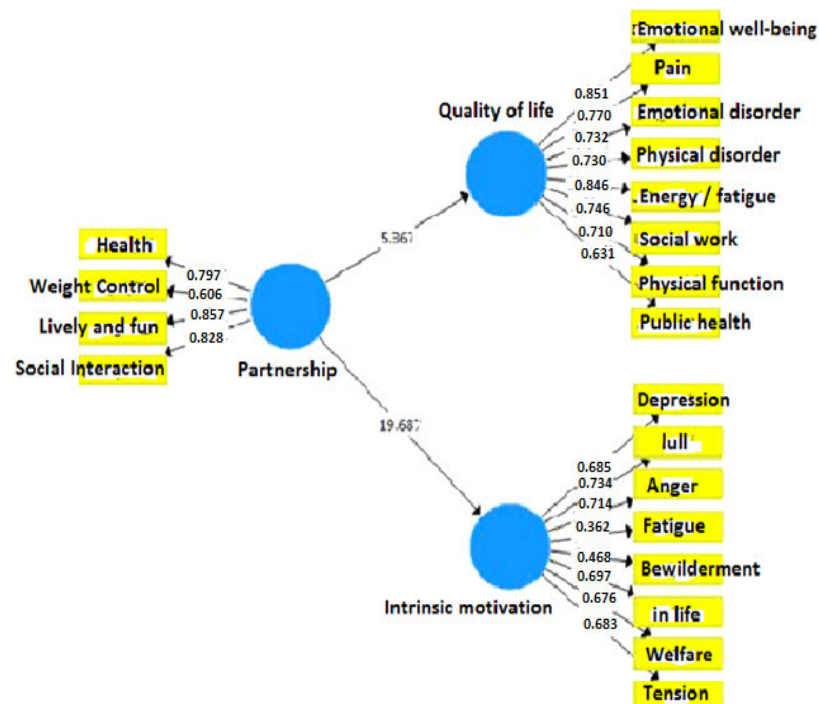 Emotional well-being
Pain
Emotional disorder
Physical disorder
Energy / fatigue
Social work
Physical function
Public health
0.851
0.770
0.732
0.730
0.846
0.746
0.710
0.631
Quality of life
5.367
Health
Weight Control
Lively and fun
Social Interaction
0.797
0.606
0.857
0.828
Partnership
19.687
Depression
lull
Anger
Fatigue
Bewilderment
in life
Welfare
Tension
0.685
0.734
0.714
0.362
0.468
0.697
0.676
0.683
Intrinsic motivation